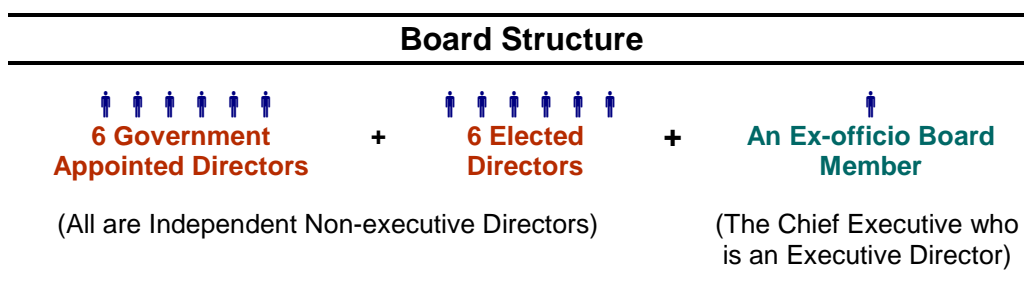 Board Structure
6 Government
Appointed Directors
+
6 Elected
Directors
+
An Ex-officio Board
Member
(All are Independent Non-executive Directors)
(The Chief Executive who
is an Executive Director)